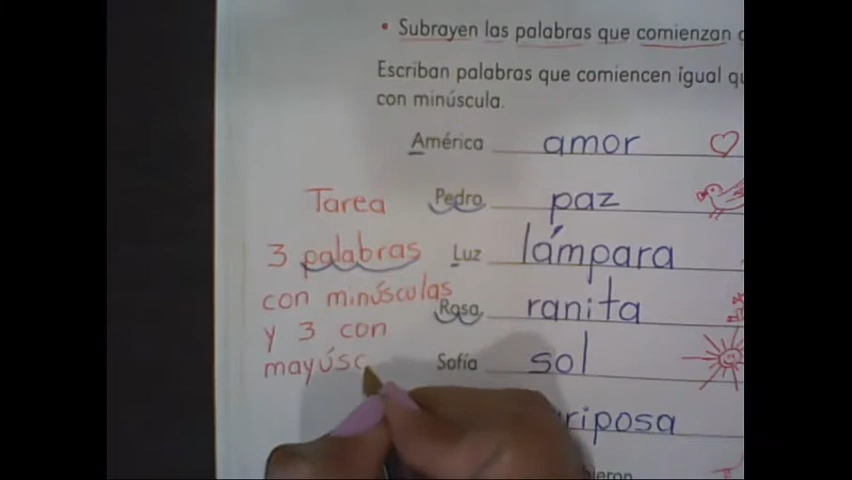 • Subrayen las palabras que comienzan
Escriban palabras que comiencen igual
con minúscula.
América amor
Tarea Pedro paz
3 palabras Luz lámpara
con minúsculas Rosa ranita
y 3 con
mayúsc Sofía sol
riposa